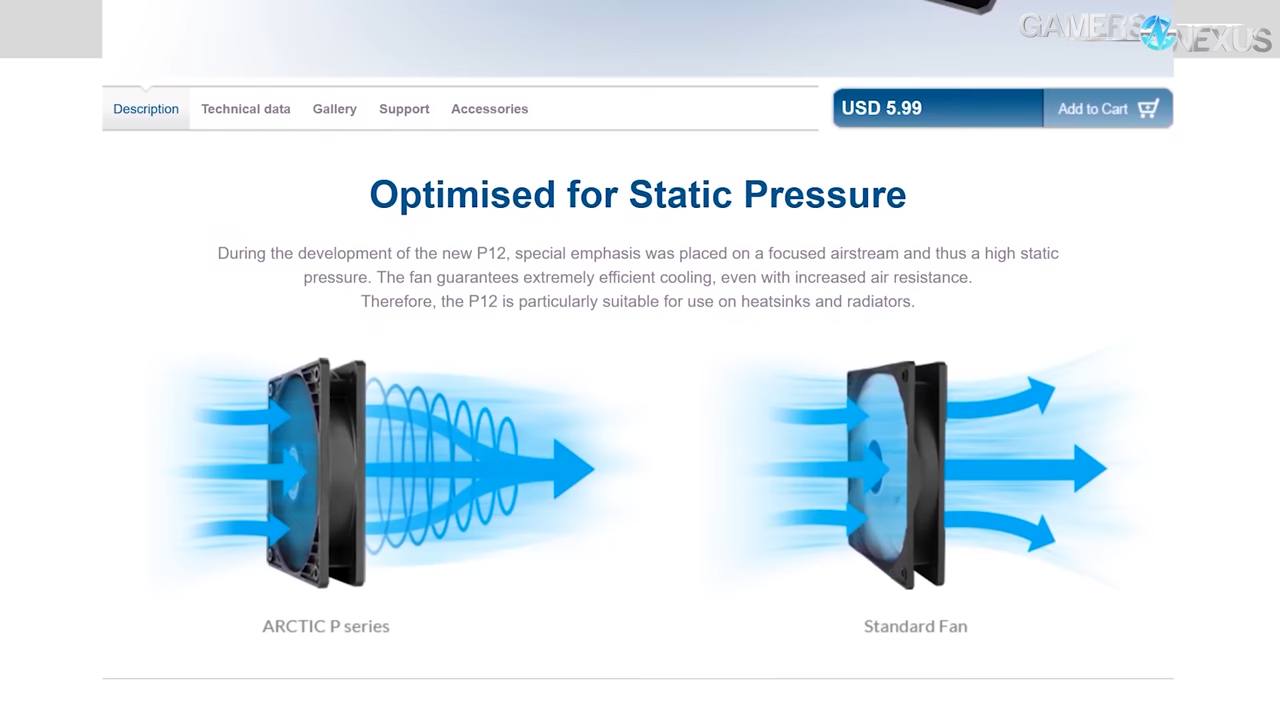 GAMERS NEXUS
Description Technical data Gallery Support Accessories
USD 5.99 Add to Cart
Optimised for Static Pressure
During the development of the new P12, special emphasis was placed on a focused airstream and thus a high static
pressure. The fan guarantees extremely efficient cooling, even with increased air resistance.
Therefore, the P12 is particularly suitable for use on heatsinks and radiators.
ARCTIC P series
Standard Fan